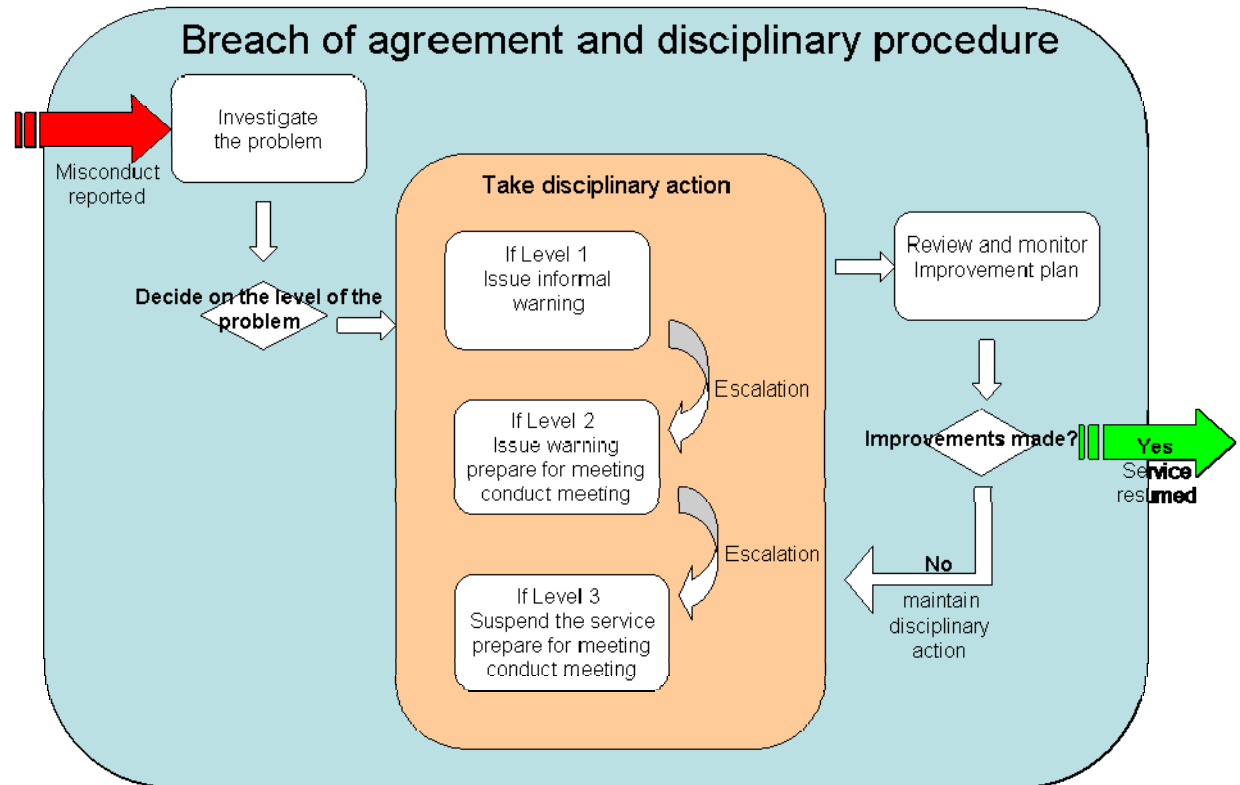 Breach of agreement and disciplinary procedure
Investigate
the problem
Misconduct
reported
Decide on the level of the
problem
Take disciplinary action
If Level 1
Issue informal
warning
Escalation
If Level 2
Issue warning
prepare for meeting
conduct meeting
Escalation
If Level 3
Suspend the service
prepare for meeting
conduct meeting
Review and monitor
Improvement plan
Improvements made?
Yes
Service
resumed
No
maintain
disciplinary
action